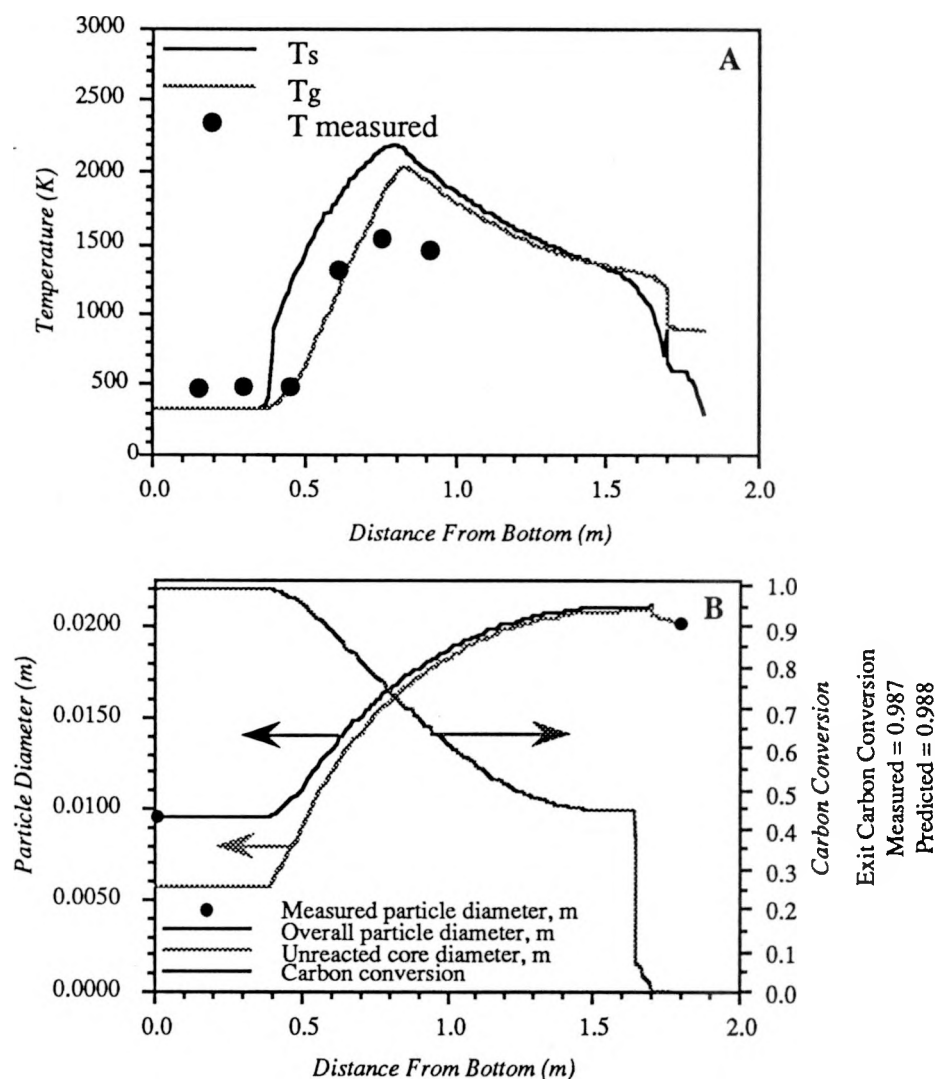 A
Ts
Tg
T measured
3000
2500
2000
1500
1000
500
0
Temperature (K)
0.0 0.5 1.0 1.5 2.0
Distance From Bottom (m)
B
0.0200
0.0150
0.0100
0.0050
0.0000
Particle Diameter (m)
1.0
0.9
0.8
0.7
0.6
0.5
0.4
0.3
0.2
0.1
0.0
Carbon Conversion
Exit Carbon Conversion
Measured = 0.987
Predicted = 0.988
Measured particle diameter, m
Overall particle diameter, m
Unreacted core diameter, m
Carbon conversion
0.0 0.5 1.0 1.5 2.0
Distance From Bottom (m)